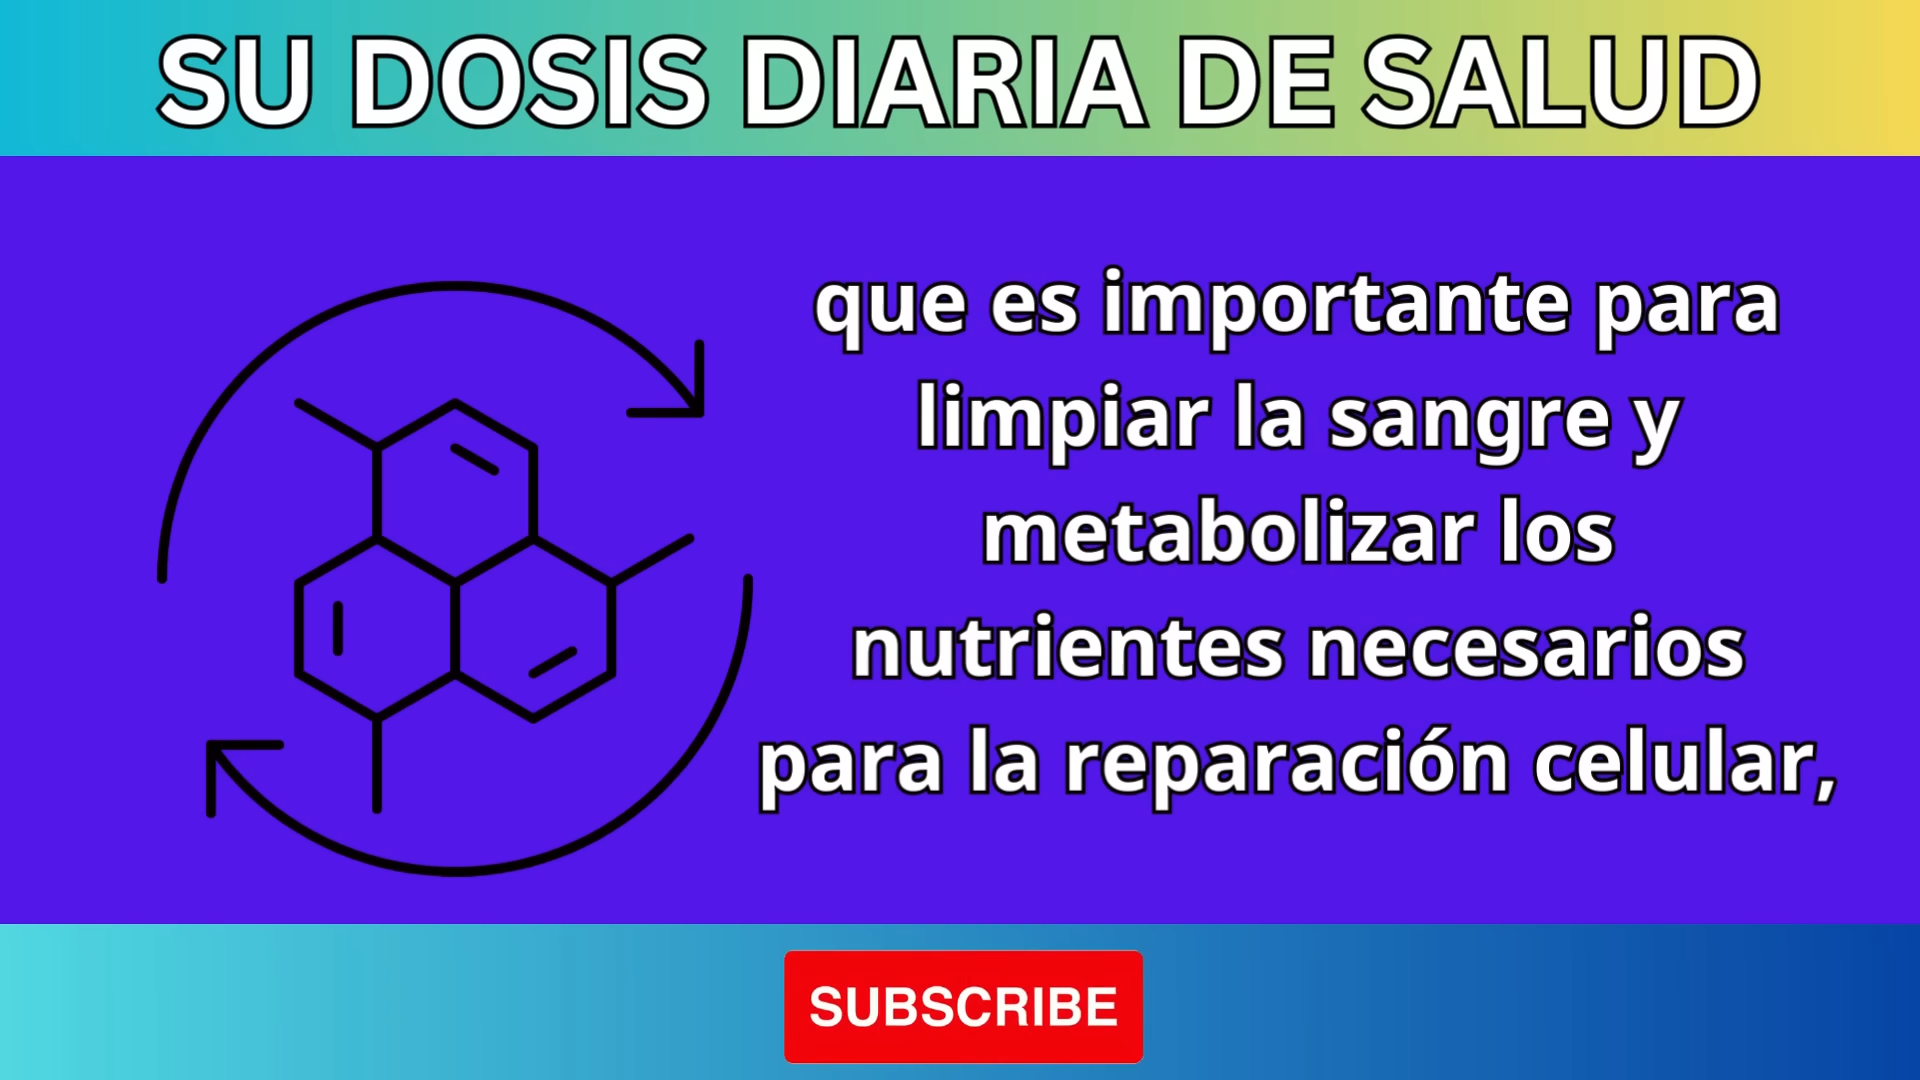 SU DOSIS DIARIA DE SALUD
que es importante para
limpiar la sangre y
metabolizar los
nutrientes necesarios
para la reparación celular,
SUBSCRIBE